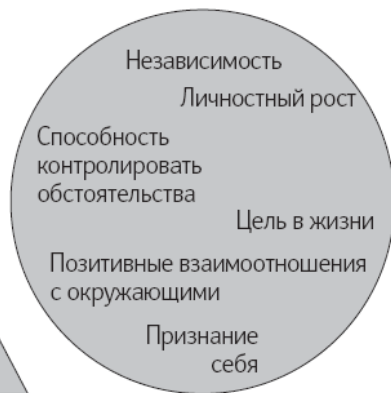 Независимость
Личностный рост
Способность
контролировать
обстоятельства
Цель в жизни
Позитивные взаимоотношения
с окружающими
Признание
себя